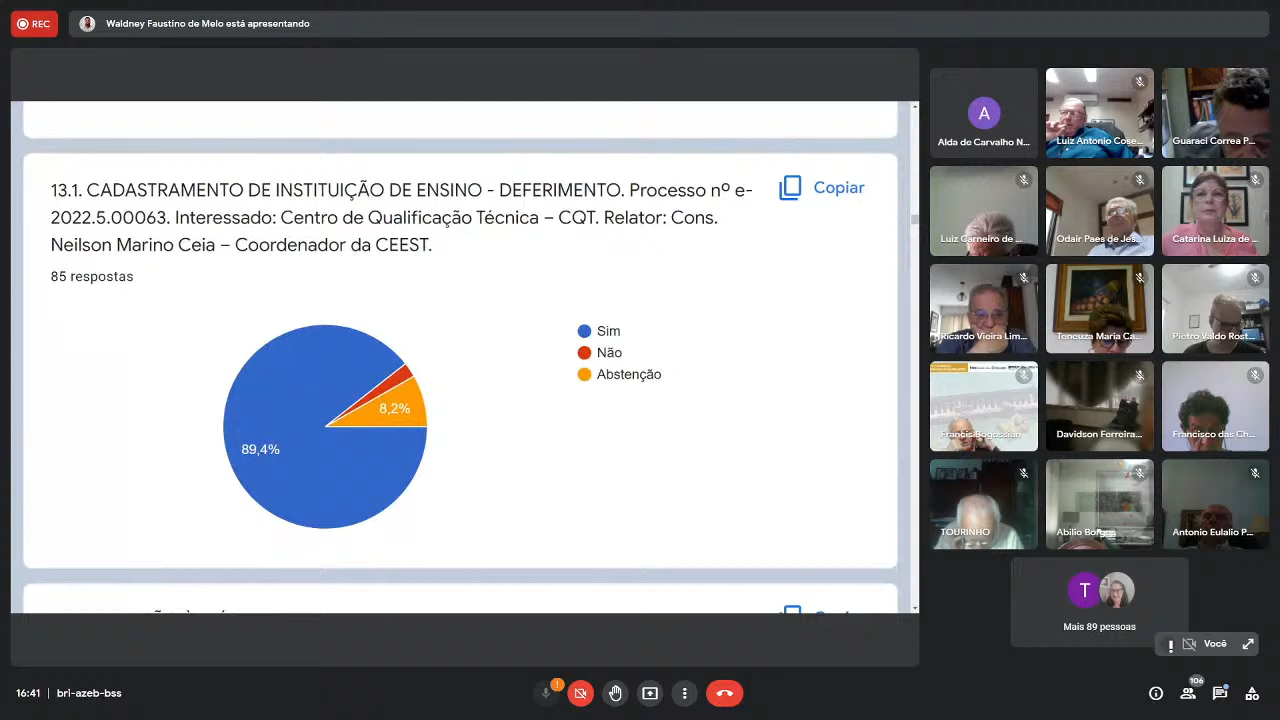 REC
Waldney Faustino de Melo está apresentando
13.1. CADASTRAMENTO DE INSTITUIÇÃO DE ENSINO - DEFERIMENTO. Processo nº e-
2022.5.00063. Interessado: Centro de Qualificação Técnica – CQT. Relator: Cons.
Neilson Marino Ceia – Coordenador da CEEST.
Copiar
85 respostas
Sim
Não
Abstenção
8,2%
89,4%
A
Alda de Carvalho N...
Luiz Antonio Cose...
Guaraci Correa P...
Luiz Carneiro de ...
Odair Paes de Jes...
Catarina Luiza de ...
Ricardo Vieira Lim...
Teneuza Maria Ca...
Pietro Valdo Rost...
Francis Bogossian
Davidson Ferreira...
Francisco das Ch...
TOURINHO
Abilio Borges
Antonio Eulalio P...
T
Mais 89 pessoas
Você
16:41 | bri-azeb-bss
106